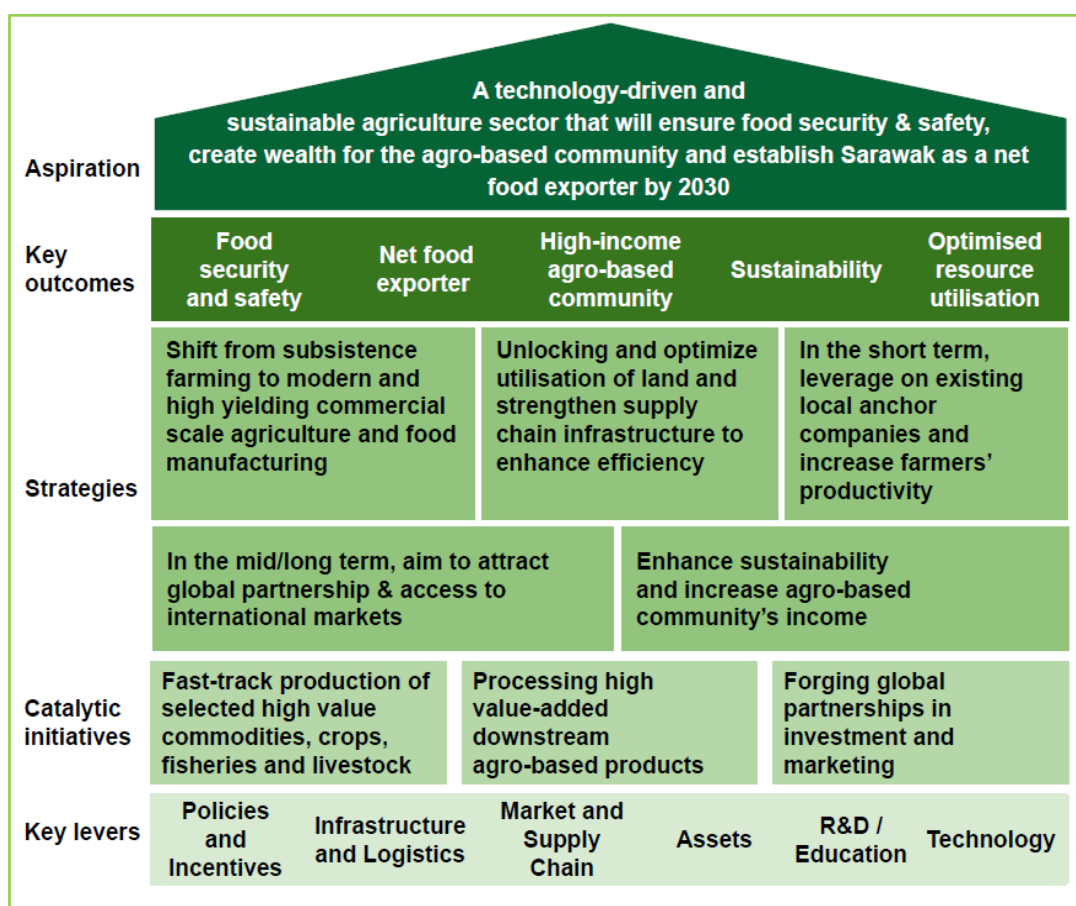 A technology-driven and
sustainable agriculture sector that will ensure food security & safety,
create wealth for the agro-based community and establish Sarawak as a net
food exporter by 2030
Aspiration
Key
outcomes
Food
security
and safety
Net food
exporter
High-income
agro-based
community
Sustainability
Optimised
resource
utilisation
Strategies
Shift from subsistence
farming to modern and
high yielding commercial
scale agriculture and food
manufacturing
Unlocking and optimize
utilisation of land and
strengthen supply
chain infrastructure to
enhance efficiency
In the short term,
leverage on existing
local anchor
companies and
increase farmers’
productivity
In the mid/long term, aim to attract
global partnership & access to
international markets
Enhance sustainability
and increase agro-based
community’s income
Catalytic
initiatives
Fast-track production of
selected high value
commodities, crops,
fisheries and livestock
Processing high
value-added
downstream
agro-based products
Forging global
partnerships in
investment and
marketing
Key levers
Policies
and
Incentives
Infrastructure
and Logistics
Market and
Supply
Chain
Assets
R&D /
Education
Technology